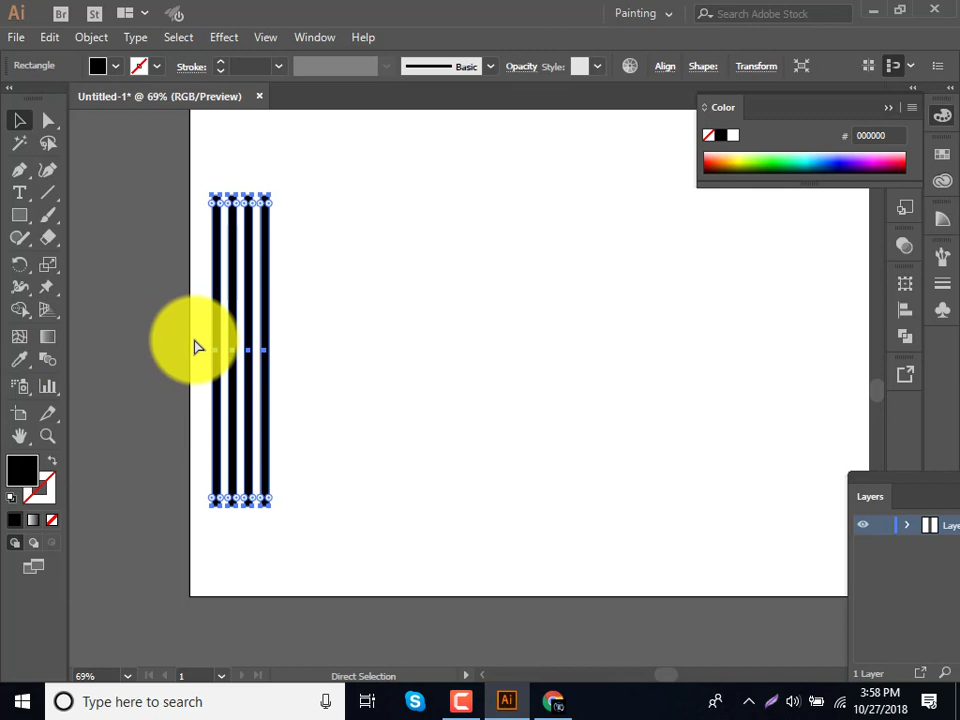 Ai Br St Painting Search Adobe Stock
File Edit Object Type Select Effect View Window Help
Rectangle Stroke: Basic Opacity Style: Align Shape: Transform
Untitled-1* @ 69% (RGB/Preview) ×
Color
# 000000
T
Layers
Laye
69% 1 Direct Selection 1 Layer
Type here to search
Ai
3:58 PM
10/27/2018